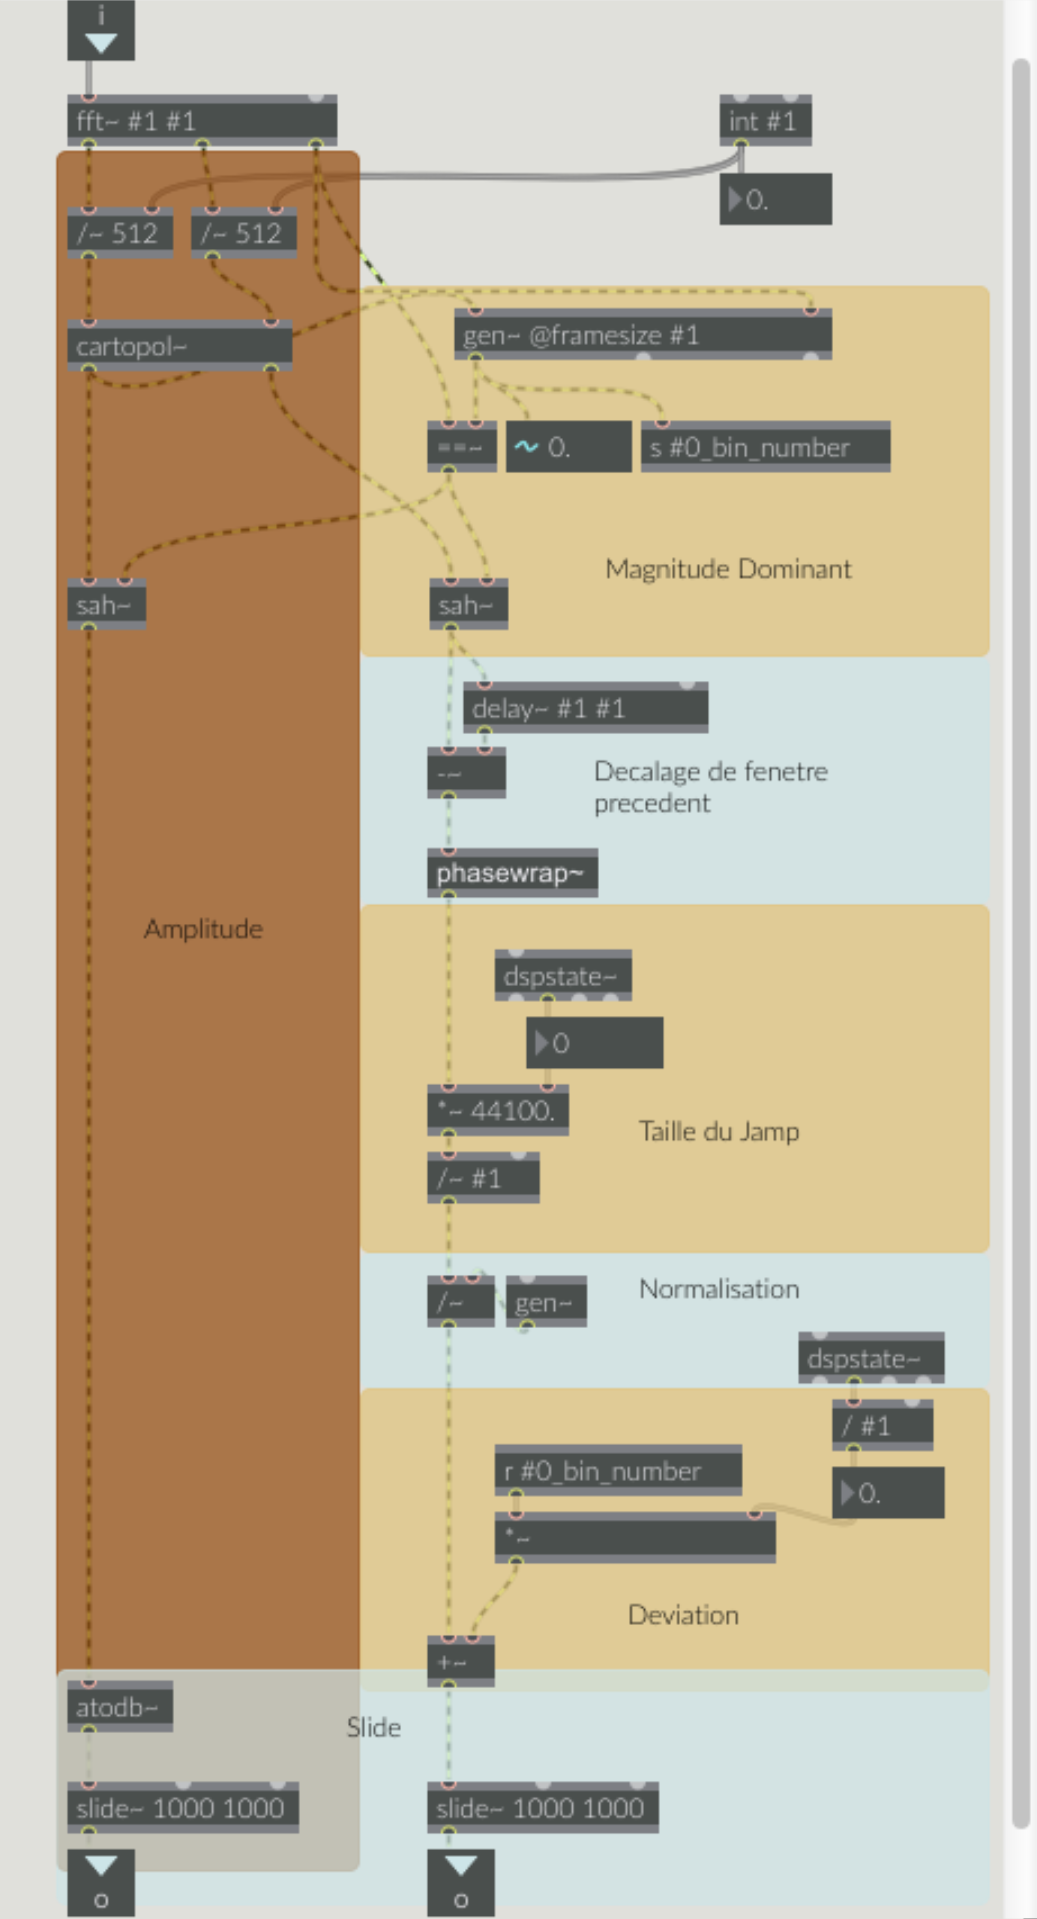 i
fft~ #1 #1
int #1
0.
/~ 512
/~ 512
cartopol~
gen~ @framesize #1
==~
0.
s #0_bin_number
Magnitude Dominant
sah~
sah~
delay~ #1 #1
-~
Decalage de fenetre
precedent
phasewrap~
Amplitude
dspstate~
0
*~ 44100.
Taille du Jamp
/~ #1
Normalisation
/~
gen~
dspstate~
/ #1
r #0_bin_number
0.
*~
Deviation
+~
atodb~
Slide
slide~ 1000 1000
slide~ 1000 1000
o
o